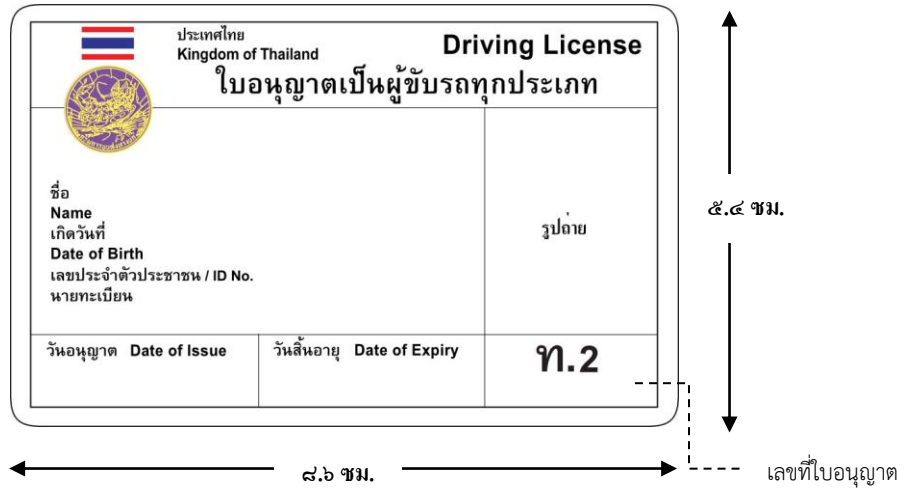 ประเทศไทย
Kingdom of Thailand
Driving License
ใบอนุญาตเป็นผู้ขับรถทุกประเภท
ชื่อ
Name
เกิดวันที่
Date of Birth
เลขประจำตัวประชาชน / ID No.
นายทะเบียน
รูปถ่าย
วันอนุญาต Date of Issue
วันสิ้นอายุ Date of Expiry
ท.2
๕.๔ ซม.
๘.๖ ซม.
เลขที่ใบอนุญาต